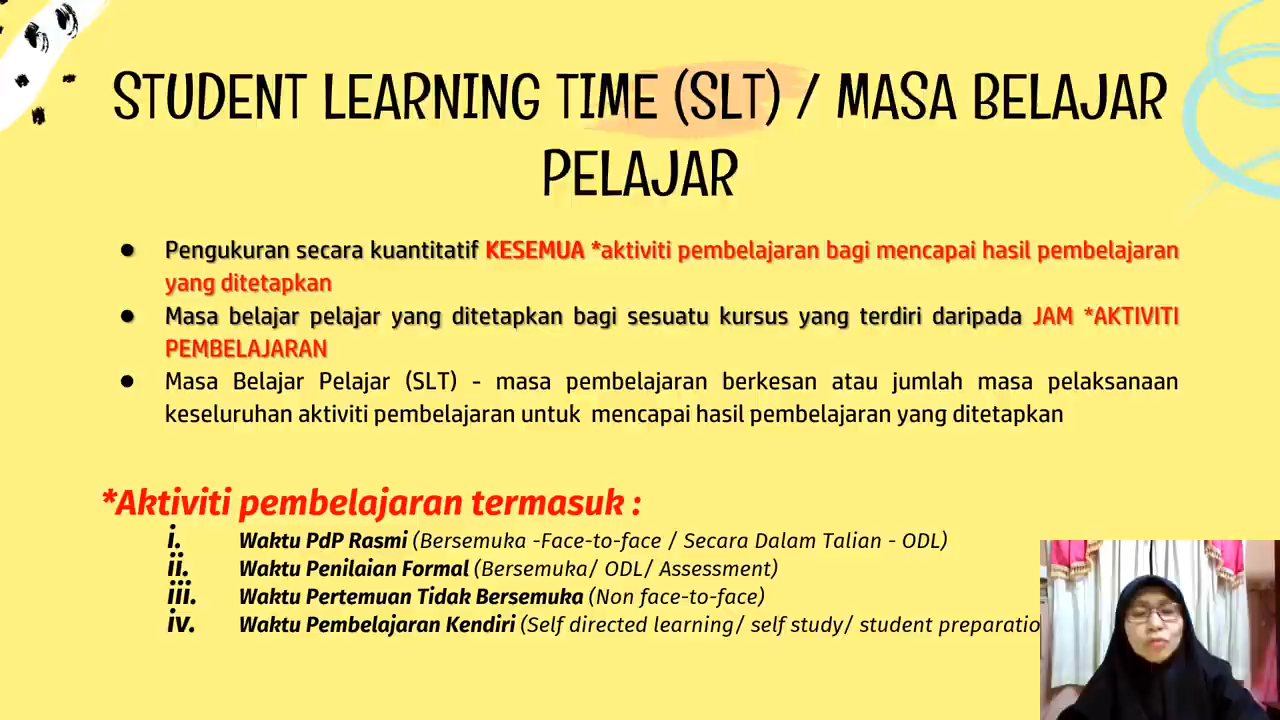 STUDENT LEARNING TIME (SLT) / MASA BELAJAR
PELAJAR
● Pengukuran secara kuantitatif KESEMUA *aktiviti pembelajaran bagi mencapai hasil pembelajaran
yang ditetapkan
● Masa belajar pelajar yang ditetapkan bagi sesuatu kursus yang terdiri daripada JAM *AKTIVITI
PEMBELAJARAN
● Masa Belajar Pelajar (SLT) - masa pembelajaran berkesan atau jumlah masa pelaksanaan
keseluruhan aktiviti pembelajaran untuk mencapai hasil pembelajaran yang ditetapkan
*Aktiviti pembelajaran termasuk :
i. Waktu PdP Rasmi (Bersemuka -Face-to-face / Secara Dalam Talian - ODL)
ii. Waktu Penilaian Formal (Bersemuka/ ODL/ Assessment)
iii. Waktu Pertemuan Tidak Bersemuka (Non face-to-face)
iv. Waktu Pembelajaran Kendiri (Self directed learning/ self study/ student preparatio